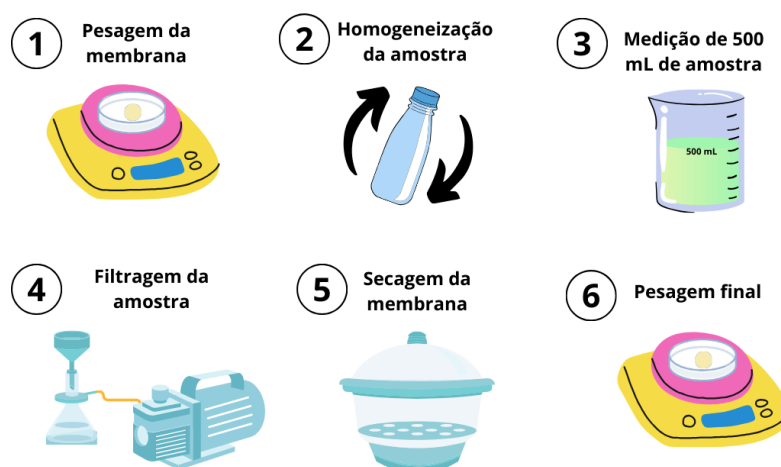 1
Pesagem da
membrana
2
Homogeneização
da amostra
3
Medição de 500
mL de amostra
500 mL
4
Filtragem da
amostra
5
Secagem da
membrana
6
Pesagem final